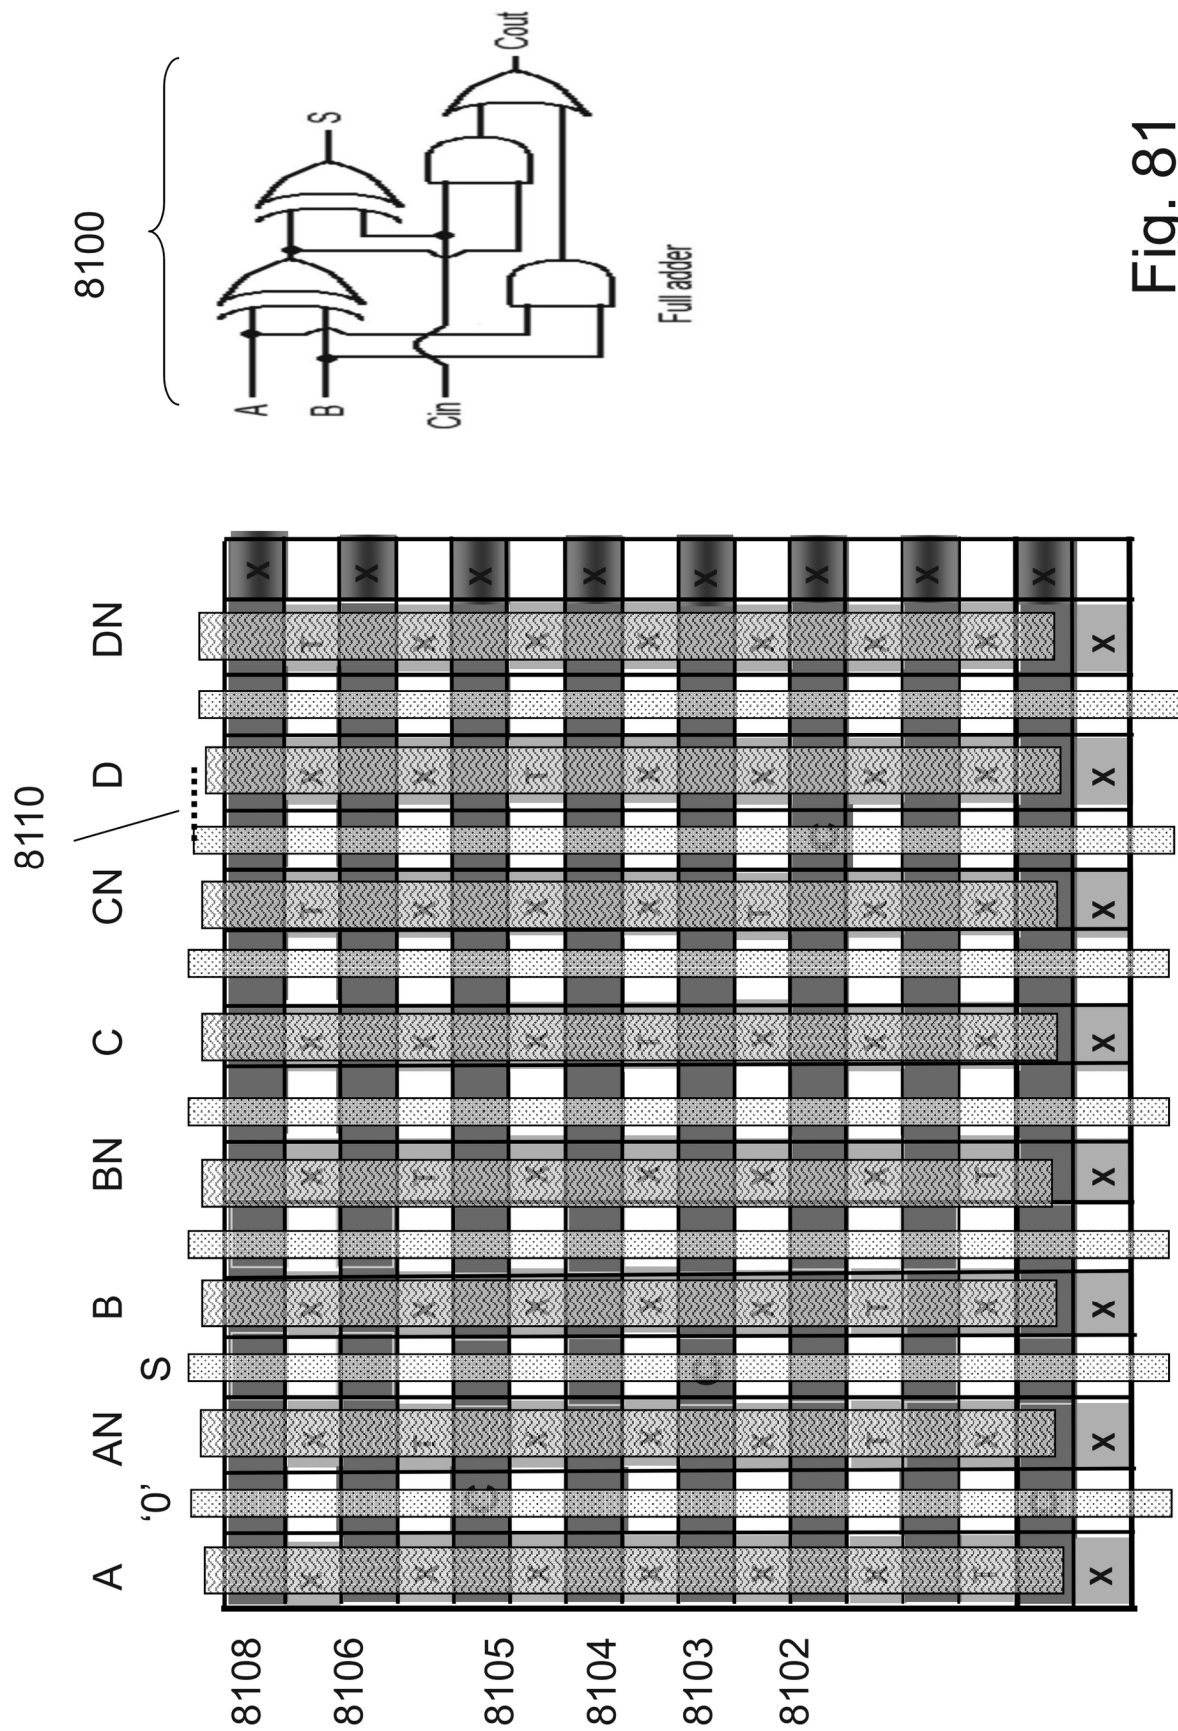 8110
8100
A AN B BN C CN D DN
'0' S
8108 X
A
S
X X X X X T X T
B
8106 X
X T X T X X X X
Cin
8105 C X
Cout
X X X X X X T X
8104 X
X X X X T X X X
Full adder
8103 C X
X X X X X T X X
8102 C X
X T T X X X X X
X
T X X T X X X X
X
X X X X X X X X
Fig. 81